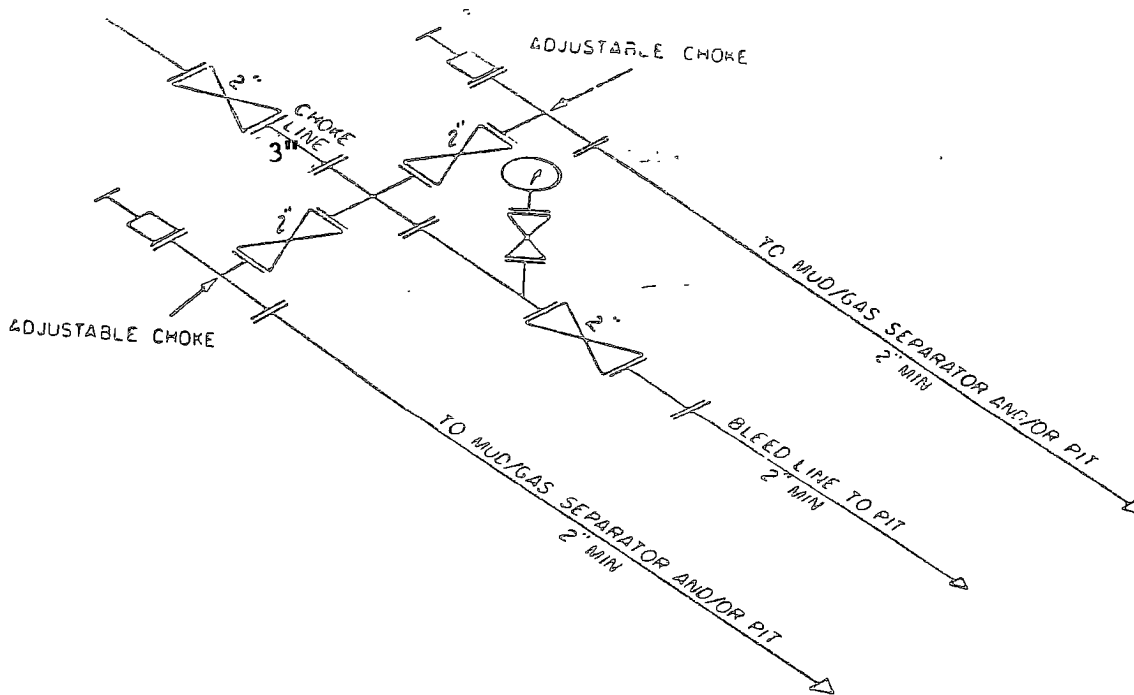 ADJUSTABLE CHOKE
2"
CHOKE
LINE
3"
2"
P
2"
ADJUSTABLE CHOKE
2"
TO MUD/GAS SEPARATOR AND/OR PIT
2" MIN
BLEED LINE TO PIT
2" MIN
TO MUD/GAS SEPARATOR AND/OR PIT
2" MIN